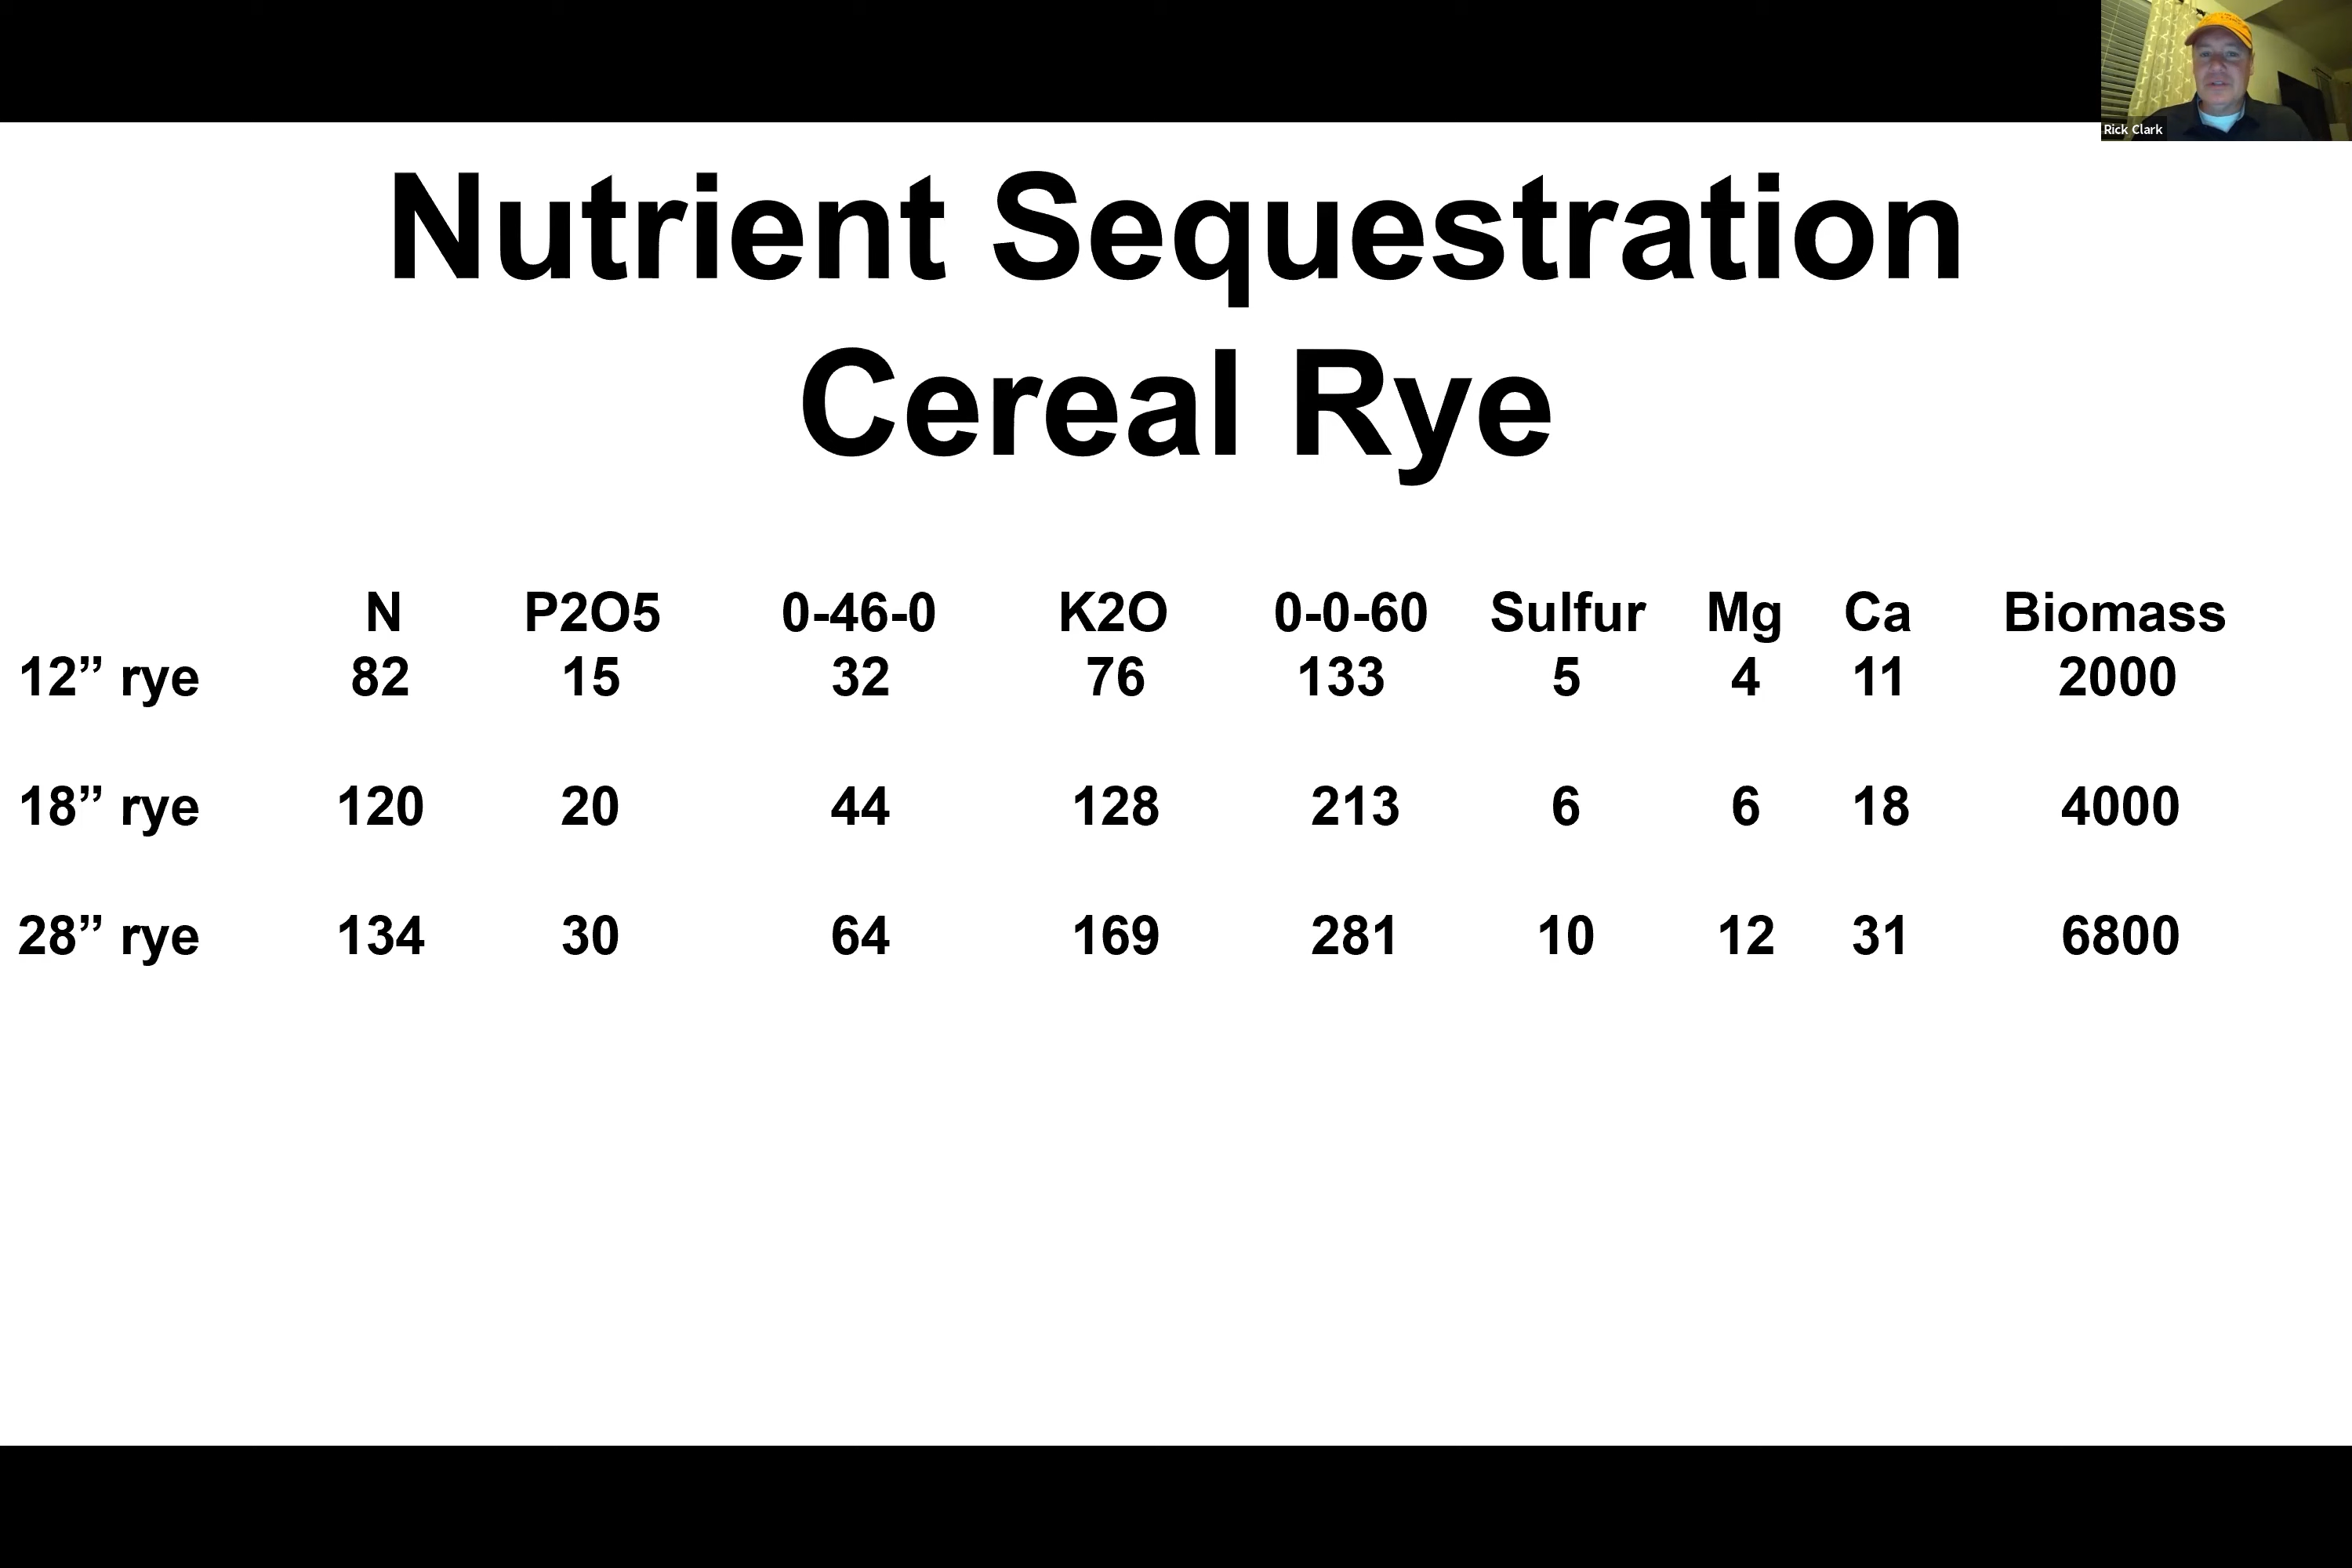 Rick Clark
Nutrient Sequestration
Cereal Rye
N P2O5 0-46-0 K2O 0-0-60 Sulfur Mg Ca Biomass
12” rye 82 15 32 76 133 5 4 11 2000
18” rye 120 20 44 128 213 6 6 18 4000
28” rye 134 30 64 169 281 10 12 31 6800